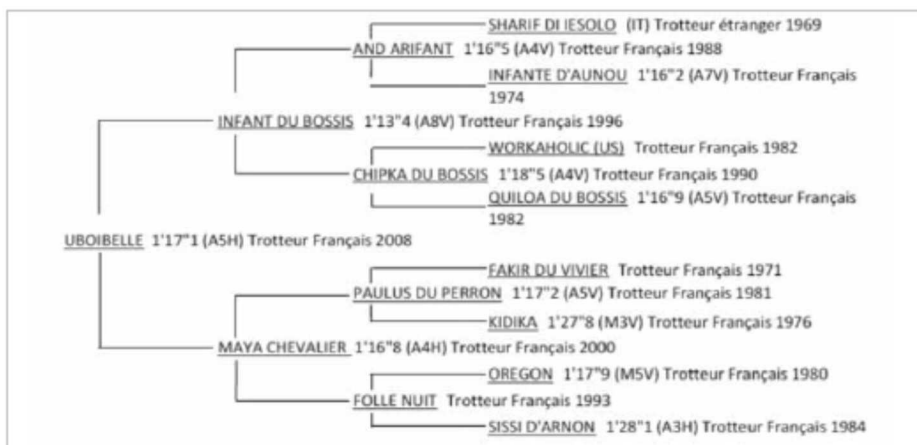 SHARIF DI IESOLO (IT) Trotteur étranger 1969
AND ARIFANT 1'16"5 (A4V) Trotteur Français 1988
INFANTE D'AUNOU 1'16"2 (A7V) Trotteur Français
1974
INFANT DU BOSSIS 1'13"4 (A8V) Trotteur Français 1996
WORKAHOLIC (US) Trotteur Français 1982
CHIPKA DU BOSSIS 1'18"5 (A4V) Trotteur Français 1990
QUILOA DU BOSSIS 1'16"9 (A5V) Trotteur Français
1982
UBOIBELLE 1'17"1 (A5H) Trotteur Français 2008
FAKIR DU VIVIER Trotteur Français 1971
PAULUS DU PERRON 1'17"2 (A5V) Trotteur Français 1981
KIDIKA 1'27"8 (M3V) Trotteur Français 1976
MAYA CHEVALIER 1'16"8 (A4H) Trotteur Français 2000
OREGON 1'17"9 (M5V) Trotteur Français 1980
FOLLE NUIT Trotteur Français 1993
SISSI D'ARNON 1'28"1 (A3H) Trotteur Français 1984